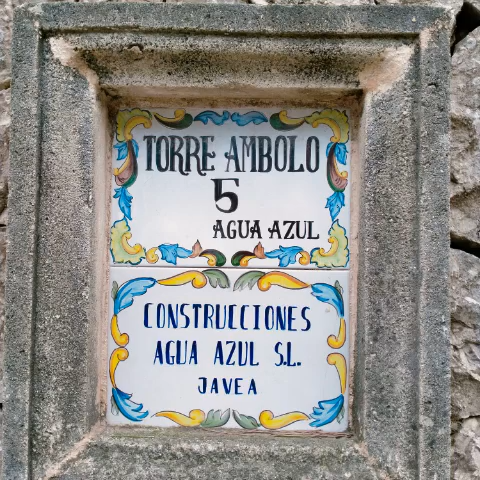 TORRE AMBOLO
5
AGUA AZUL
CONSTRUCCIONES
AGUA AZUL S.L.
JAVEA